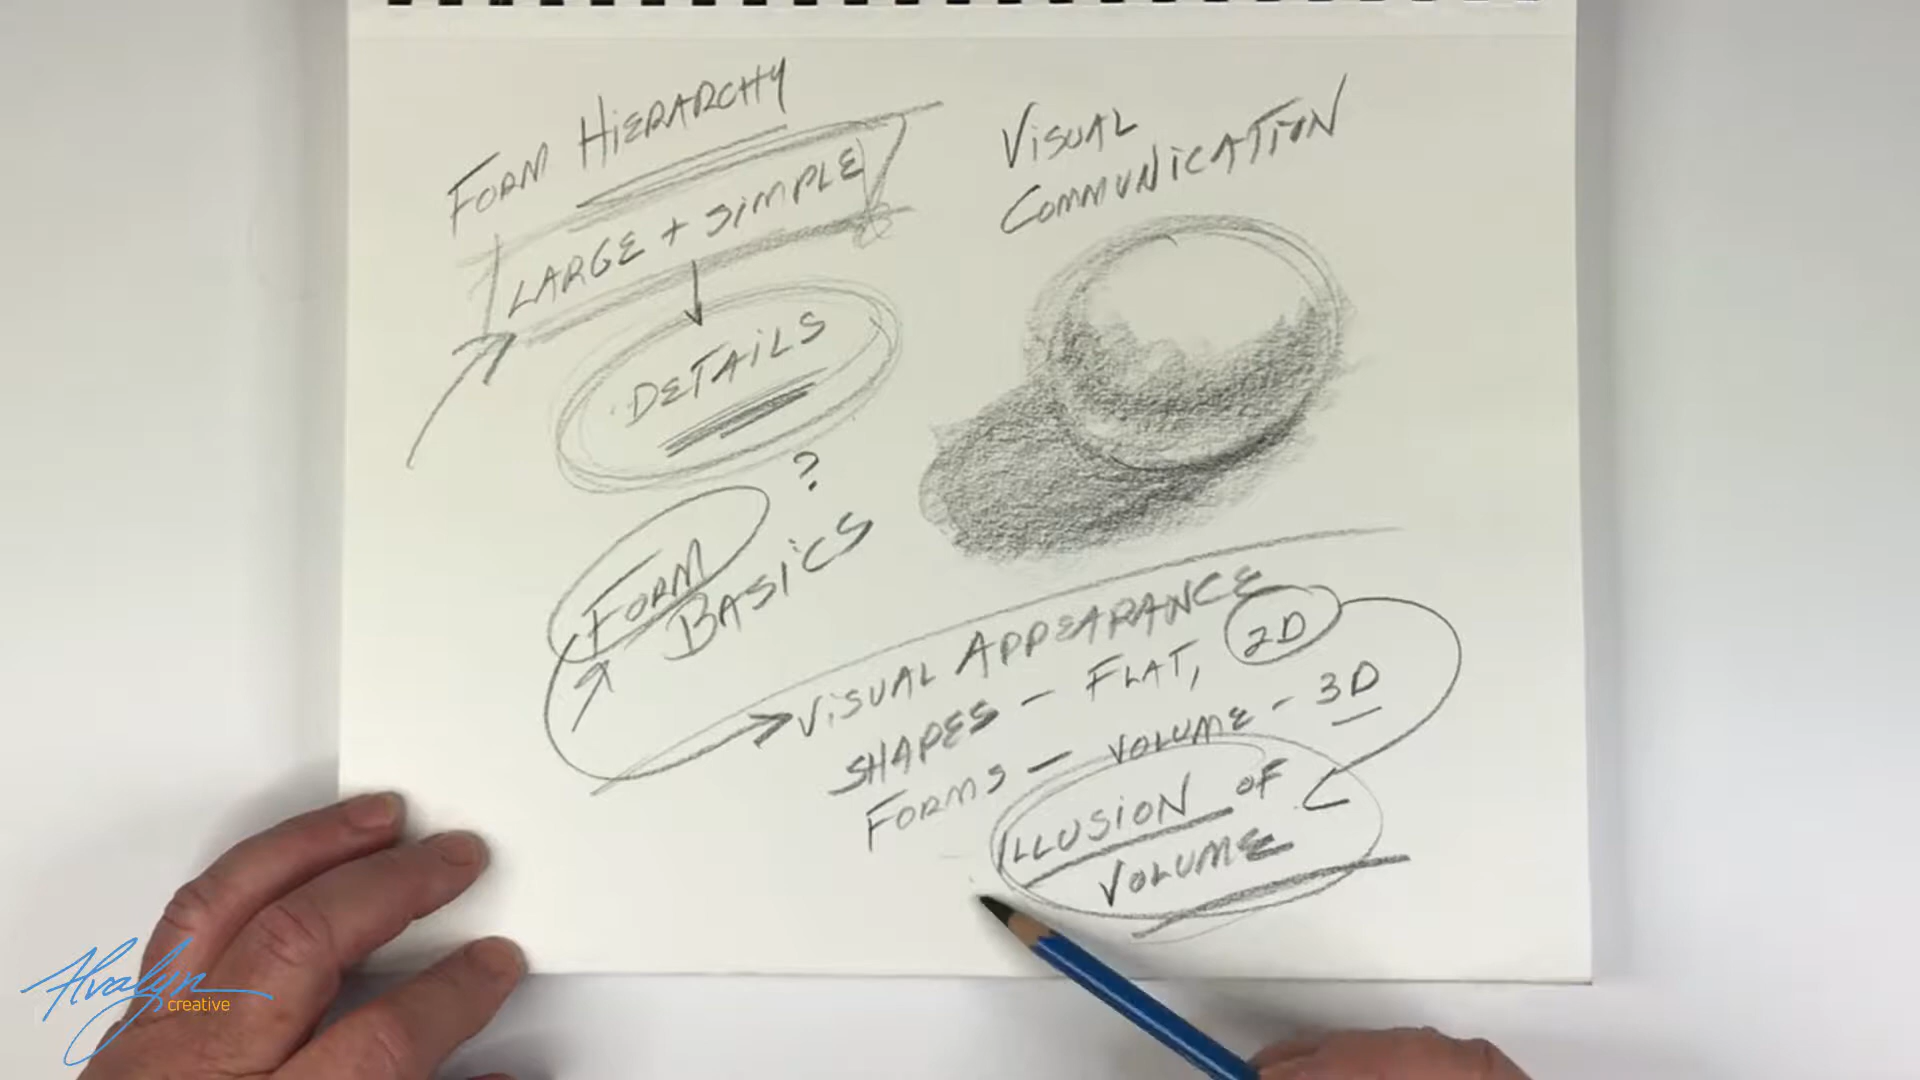 FORM HIERARCHY
LARGE + SIMPLE
DETAILS
?
FORM
BASICS
VISUAL
COMMUNICATION
VISUAL APPEARANCE
SHAPES - FLAT, 2D
FORMS - VOLUME - 3D
ILLUSION OF
VOLUME
Alvalyn
creative